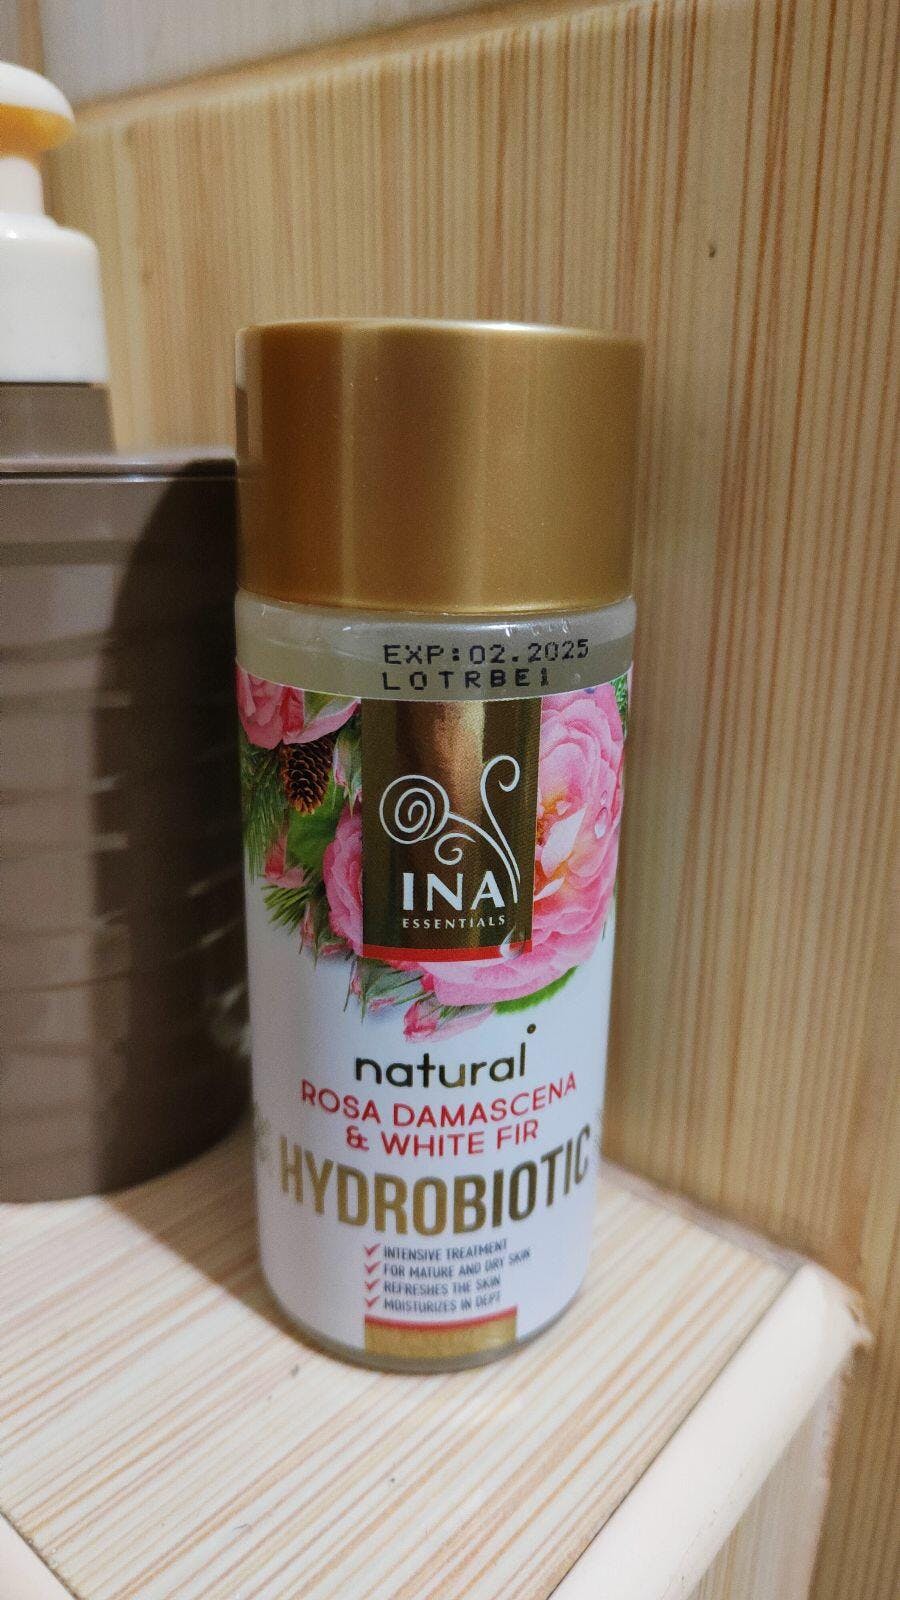 EXP:02.2025
LOTRBE1
INA
ESSENTIALS
natural°
ROSA DAMASCENA
& WHITE FIR
HYDROBIOTIC
INTENSIVE TREATMENT
FOR MATURE AND DRY SKIN
REFRESHES THE SKIN
MOISTURIZES IN DEPT